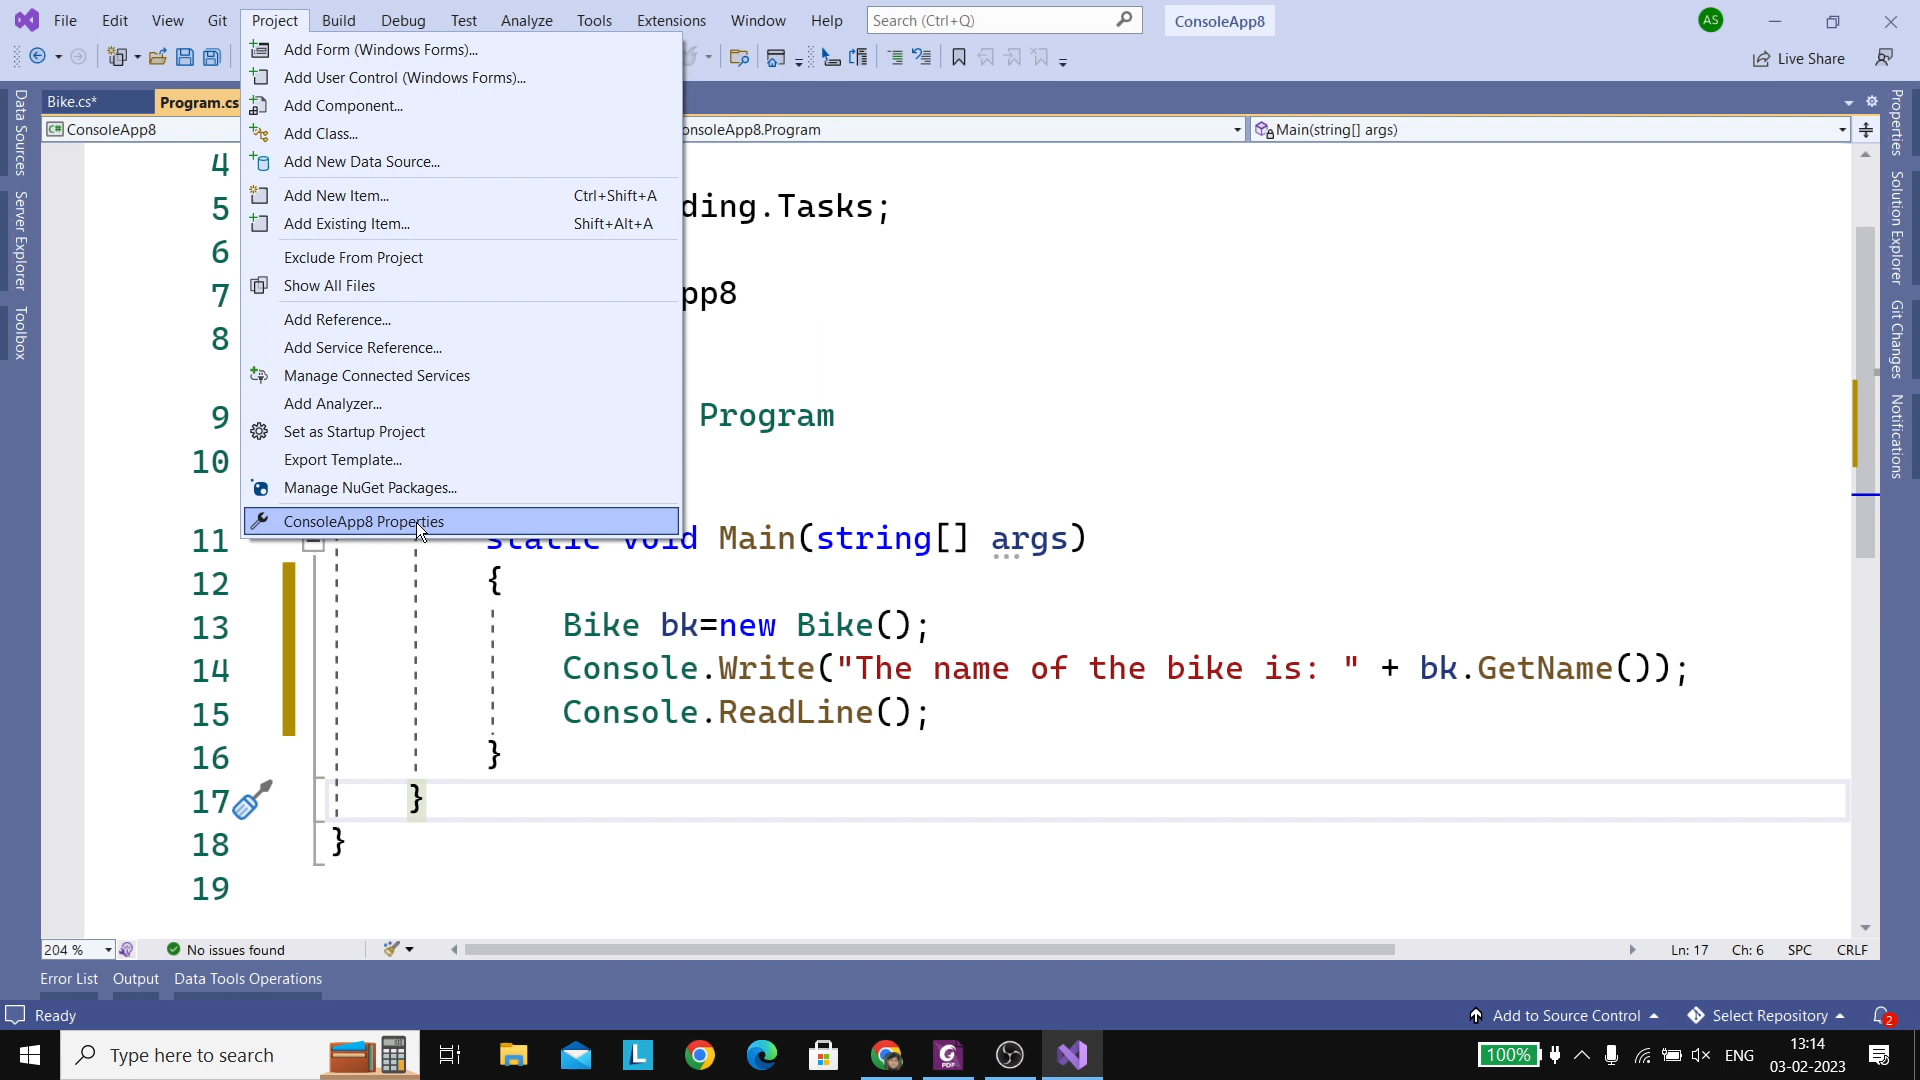 File Edit View Git Project Build Debug Test Analyze Tools Extensions Window Help Search (Ctrl+Q) ConsoleApp8 AS
Live Share
Bike.cs* Program.cs
ConsoleApp8 onsoleApp8.Program Main(string[] args)
Add Form (Windows Forms)...
Add User Control (Windows Forms)...
Add Component...
Add Class...
Add New Data Source...
Add New Item... Ctrl+Shift+A
Add Existing Item... Shift+Alt+A
Exclude From Project
Show All Files
Add Reference...
Add Service Reference...
Manage Connected Services
Add Analyzer...
Set as Startup Project
Export Template...
Manage NuGet Packages...
ConsoleApp8 Properties
Data Sources
Server Explorer
Toolbox
4
5 ding.Tasks;
6
7 pp8
8
9 Program
10
11 static void Main(string[] args)
12 {
13 Bike bk=new Bike();
14 Console.Write("The name of the bike is: " + bk.GetName());
15 Console.ReadLine();
16 }
17 }
18 }
19
Properties
Solution Explorer
Git Changes
Notifications
204 % No issues found Ln: 17 Ch: 6 SPC CRLF
Error List Output Data Tools Operations
Ready Add to Source Control Select Repository 2
Type here to search 100% ENG 13:14
03-02-2023